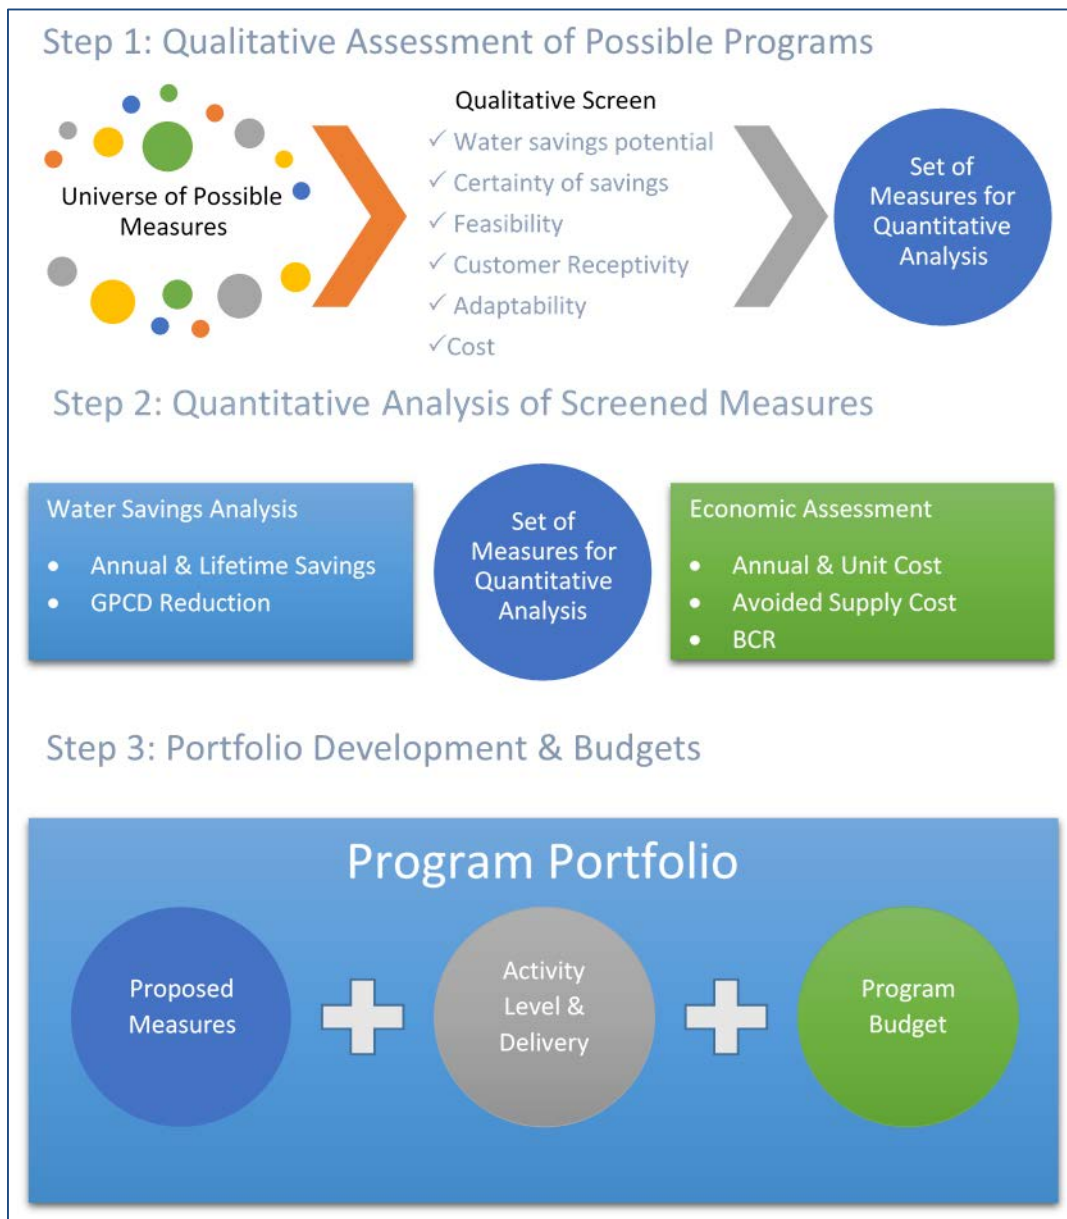 Step 1: Qualitative Assessment of Possible Programs
Universe of Possible
Measures
Qualitative Screen
✓ Water savings potential
✓ Certainty of savings
✓ Feasibility
✓ Customer Receptivity
✓ Adaptability
✓Cost
Set of
Measures for
Quantitative
Analysis
Step 2: Quantitative Analysis of Screened Measures
Water Savings Analysis
• Annual & Lifetime Savings
• GPCD Reduction
Set of
Measures for
Quantitative
Analysis
Economic Assessment
• Annual & Unit Cost
• Avoided Supply Cost
• BCR
Step 3: Portfolio Development & Budgets
Program Portfolio
Proposed
Measures
Activity
Level &
Delivery
Program
Budget